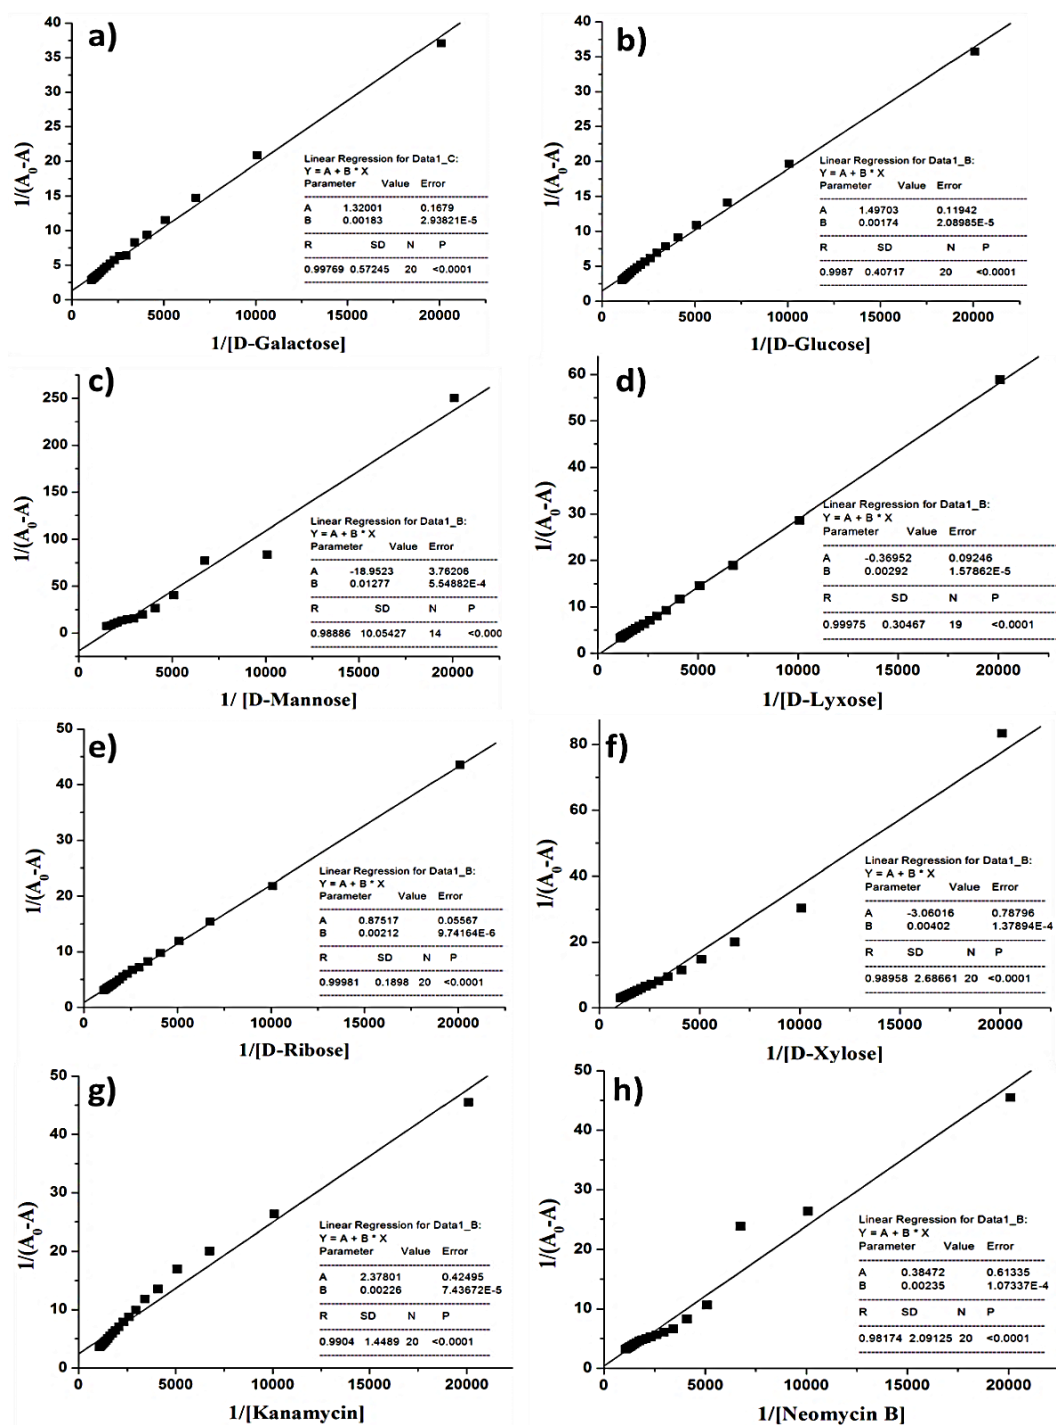 a)
40
35
30
25
20
15
10
5
0
1/(A0-A)
Linear Regression for Data1_C:
Y = A + B * X
Parameter Value Error
A 1.32001 0.1679
B 0.00183 2.93821E-5
R SD N P
0.99769 0.57245 20 <0.0001
0 5000 10000 15000 20000
1/[D-Galactose]
b)
40
35
30
25
20
15
10
5
0
1/(A0-A)
Linear Regression for Data1_B:
Y = A + B * X
Parameter Value Error
A 1.49703 0.11942
B 0.00174 2.08985E-5
R SD N P
0.9987 0.40717 20 <0.0001
0 5000 10000 15000 20000
1/[D-Glucose]
c)
250
200
150
100
50
0
1/(A0-A)
Linear Regression for Data1_B:
Y = A + B * X
Parameter Value Error
A -18.9523 3.76206
B 0.01277 5.54882E-4
R SD N P
0.98886 10.05427 14 <0.000
0 5000 10000 15000 20000
1/ [D-Mannose]
d)
60
50
40
30
20
10
0
1/(A0-A)
Linear Regression for Data1_B:
Y = A + B * X
Parameter Value Error
A -0.36952 0.09246
B 0.00292 1.57862E-5
R SD N P
0.99975 0.30467 19 <0.0001
0 5000 10000 15000 20000
1/[D-Lyxose]
e)
50
40
30
20
10
0
1/(A0-A)
Linear Regression for Data1_B:
Y = A + B * X
Parameter Value Error
A 0.87517 0.05567
B 0.00212 9.74164E-6
R SD N P
0.99981 0.1898 20 <0.0001
0 5000 10000 15000 20000
1/[D-Ribose]
f)
80
60
40
20
0
1/(A0-A)
Linear Regression for Data1_B:
Y = A + B * X
Parameter Value Error
A -3.06016 0.78796
B 0.00402 1.37894E-4
R SD N P
0.98958 2.68661 20 <0.0001
0 5000 10000 15000 20000
1/[D-Xylose]
g)
50
40
30
20
10
0
1/(A0-A)
Linear Regression for Data1_B:
Y = A + B * X
Parameter Value Error
A 2.37801 0.42495
B 0.00226 7.43672E-5
R SD N P
0.9904 1.4489 20 <0.0001
0 5000 10000 15000 20000
1/[Kanamycin]
h)
50
40
30
20
10
0
1/(A0-A)
Linear Regression for Data1_B:
Y = A + B * X
Parameter Value Error
A 0.38472 0.61335
B 0.00235 1.07337E-4
R SD N P
0.98174 2.09125 20 <0.0001
0 5000 10000 15000 20000
1/[Neomycin B]